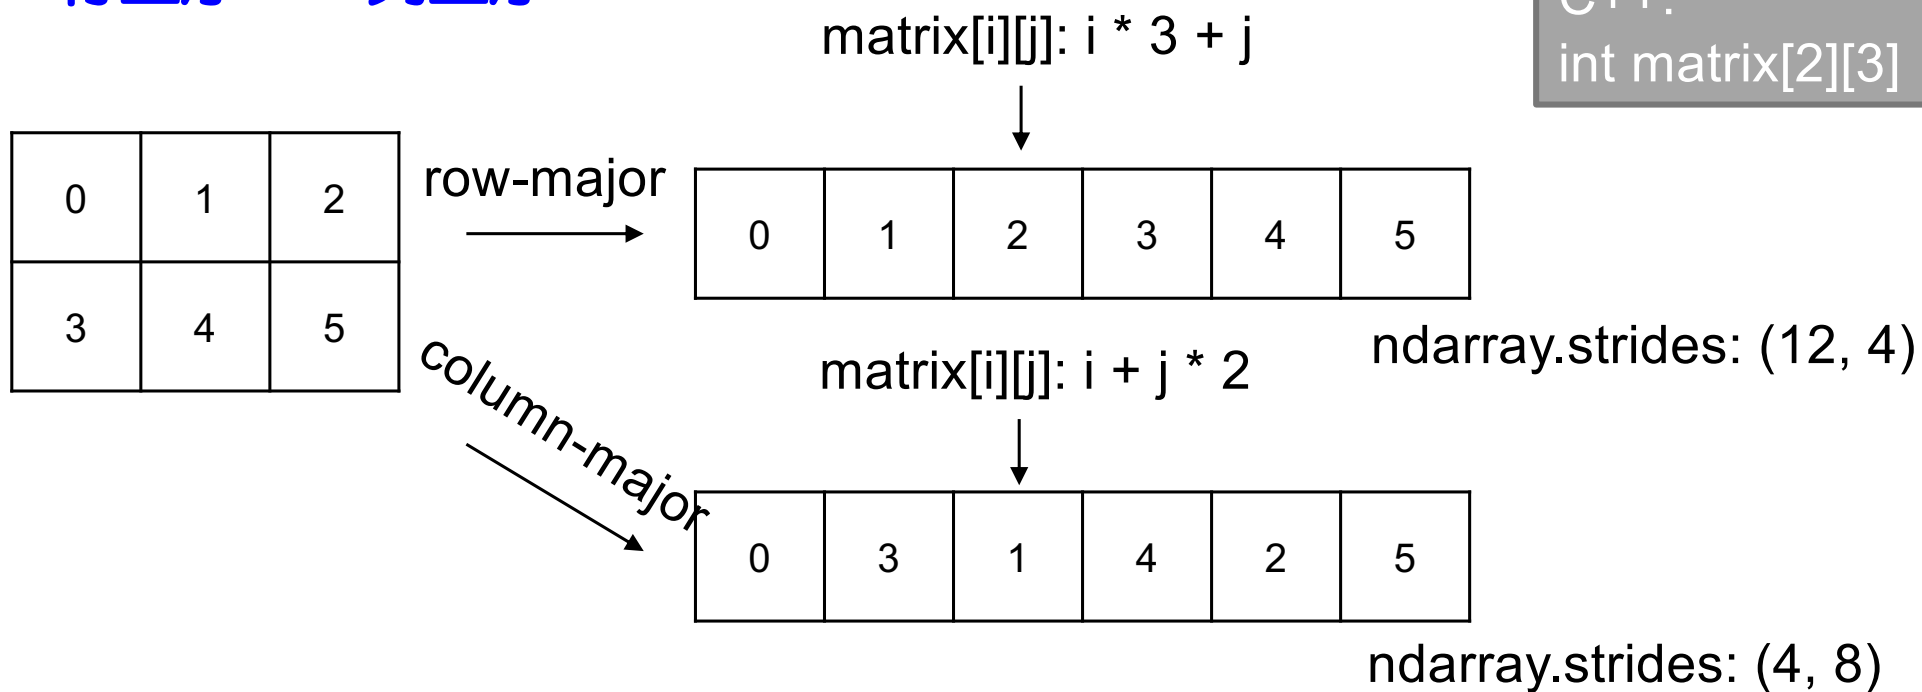 C++:
int matrix[2][3]
matrix[i][j]: i * 3 + j
0 1 2
3 4 5
row-major
0 1 2 3 4 5
ndarray.strides: (12, 4)
column-major
matrix[i][j]: i + j * 2
0 3 1 4 2 5
ndarray.strides: (4, 8)